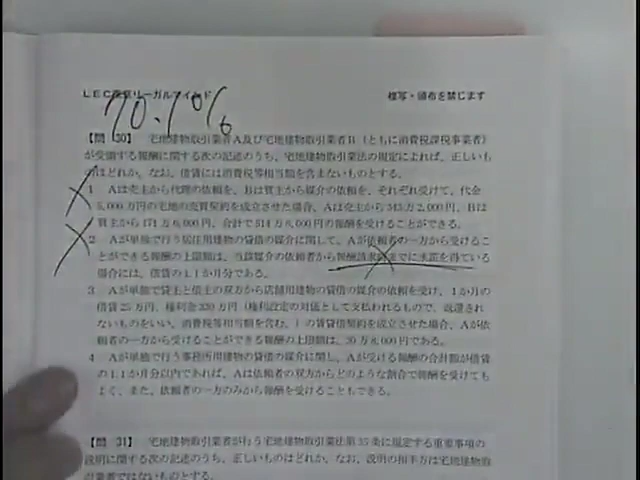 LEC東京リーガルマインド 複写・頒布を禁じます
70.1%
【問 30】 宅地建物取引業者A及び宅地建物取引業者B(ともに消費税課税事業者)
が受領する報酬に関する次の記述のうち、宅地建物取引業法の規定によれば、正しいも
のはどれか。なお、借賃には消費税等相当額を含まないものとする。
1 Aは売主から代理の依頼を、Bは買主から媒介の依頼を、それぞれ受けて、代金
5,000万円の宅地の売買契約を成立させた場合、Aは売主から343万2,000円、Bは
買主から171万6,000円、合計で514万8,000円の報酬を受けることができる。
2 Aが単独で行う居住用建物の貸借の媒介に関して、Aが依頼者の一方から受けるこ
とができる報酬の上限額は、当該媒介の依頼者から報酬請求時までに承諾を得ている
場合には、借賃の1.1か月分である。
3 Aが単独で貸主と借主の双方から店舗用建物の貸借の媒介の依頼を受け、1か月の
借賃25万円、権利金330万円(権利設定の対価として支払われるもので、返還され
ないものをいい、消費税等相当額を含む。)の賃貸借契約を成立させた場合、Aが依
頼者の一方から受けることができる報酬の上限額は、30万8,000円である。
4 Aが単独で行う事務所用建物の貸借の媒介に関し、Aが受ける報酬の合計額が借賃
の1.1か月分以内であれば、Aは依頼者の双方からどのような割合で報酬を受けても
よく、また、依頼者の一方のみから報酬を受けることもできる。
【問 31】 宅地建物取引業者が行う宅地建物取引業法第35条に規定する重要事項の
説明に関する次の記述のうち、正しいものはどれか。なお、説明の相手方は宅地建物取
引業者ではないものとする。